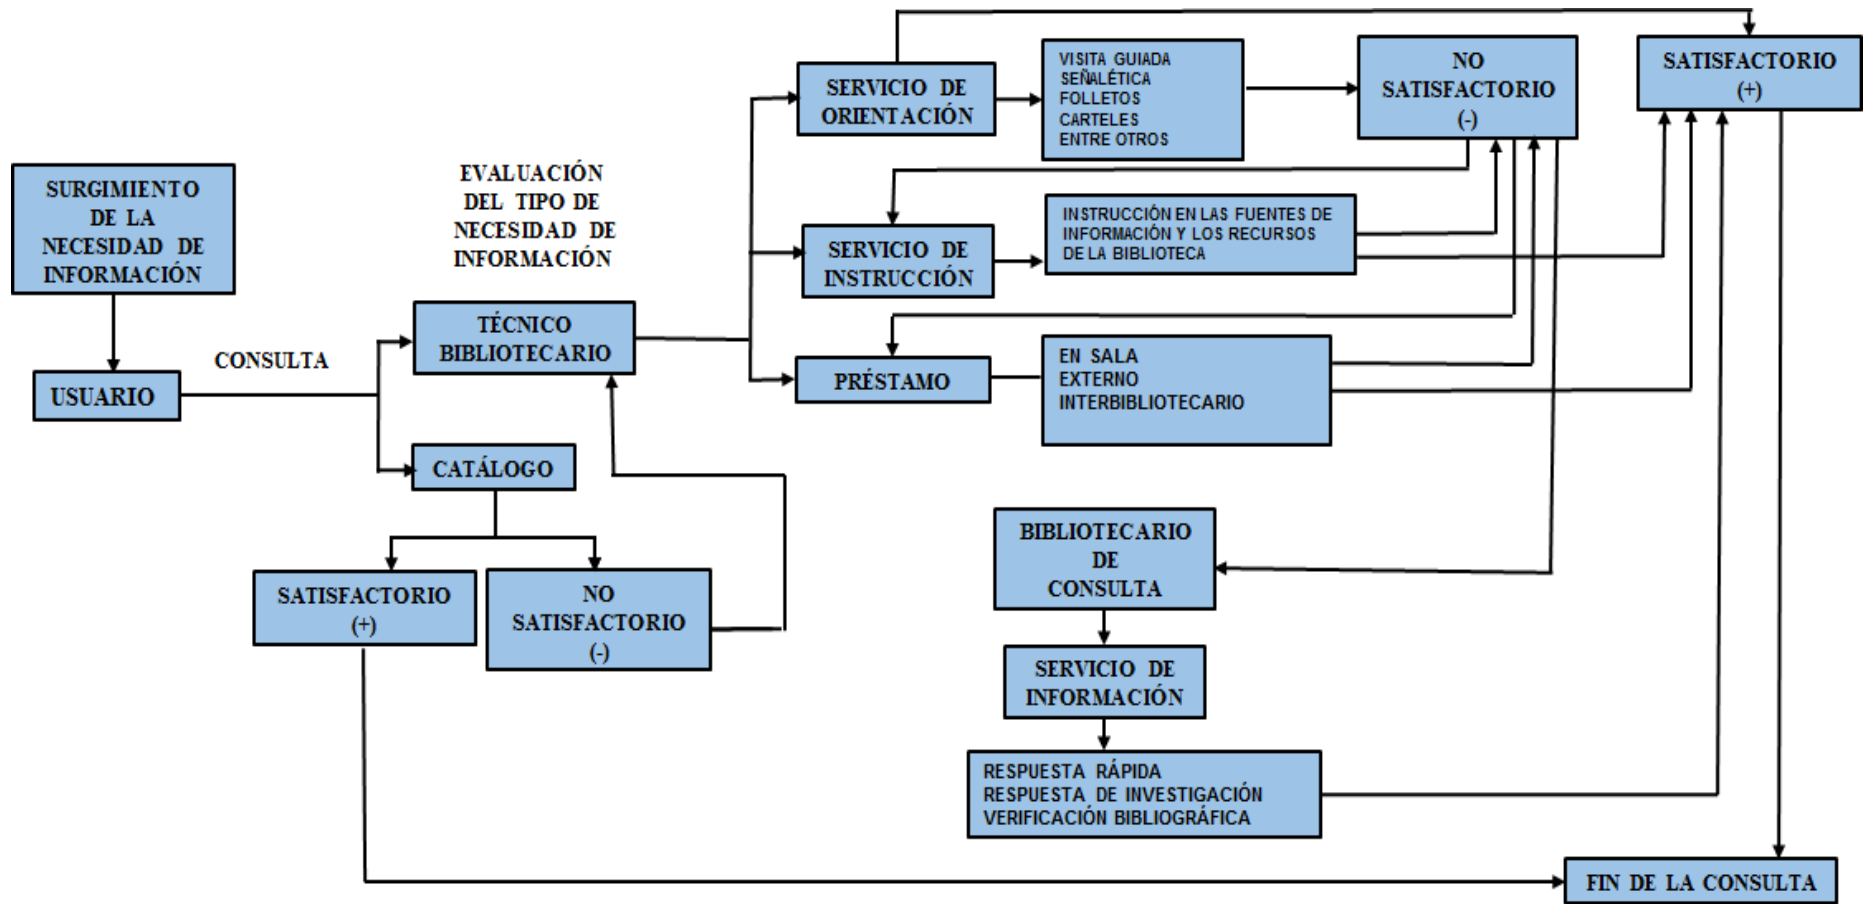 SURGIMIENTO
DE LA
NECESIDAD DE
INFORMACIÓN
USUARIO
CONSULTA
EVALUACIÓN
DEL TIPO DE
NECESIDAD DE
INFORMACIÓN
TÉCNICO
BIBLIOTECARIO
CATÁLOGO
SATISFACTORIO
(+)
NO
SATISFACTORIO
(-)
SERVICIO DE
ORIENTACIÓN
VISITA GUIADA
SEÑALÉTICA
FOLLETOS
CARTELES
ENTRE OTROS
NO
SATISFACTORIO
(-)
SATISFACTORIO
(+)
SERVICIO DE
INSTRUCCIÓN
INSTRUCCIÓN EN LAS FUENTES DE
INFORMACIÓN Y LOS RECURSOS
DE LA BIBLIOTECA
PRÉSTAMO
EN SALA
EXTERNO
INTERBIBLIOTECARIO
BIBLIOTECARIO
DE
CONSULTA
SERVICIO DE
INFORMACIÓN
RESPUESTA RÁPIDA
RESPUESTA DE INVESTIGACIÓN
VERIFICACIÓN BIBLIOGRÁFICA
FIN DE LA CONSULTA